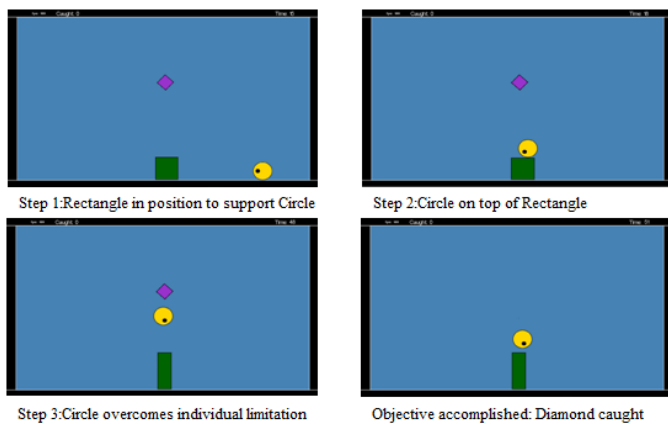 Caught: 0 Time: 15
Caught: 0 Time: 16
Step 1:Rectangle in position to support Circle
Step 2:Circle on top of Rectangle
Caught: 0 Time: 48
Caught: 0 Time: 51
Step 3:Circle overcomes individual limitation
Objective accomplished: Diamond caught